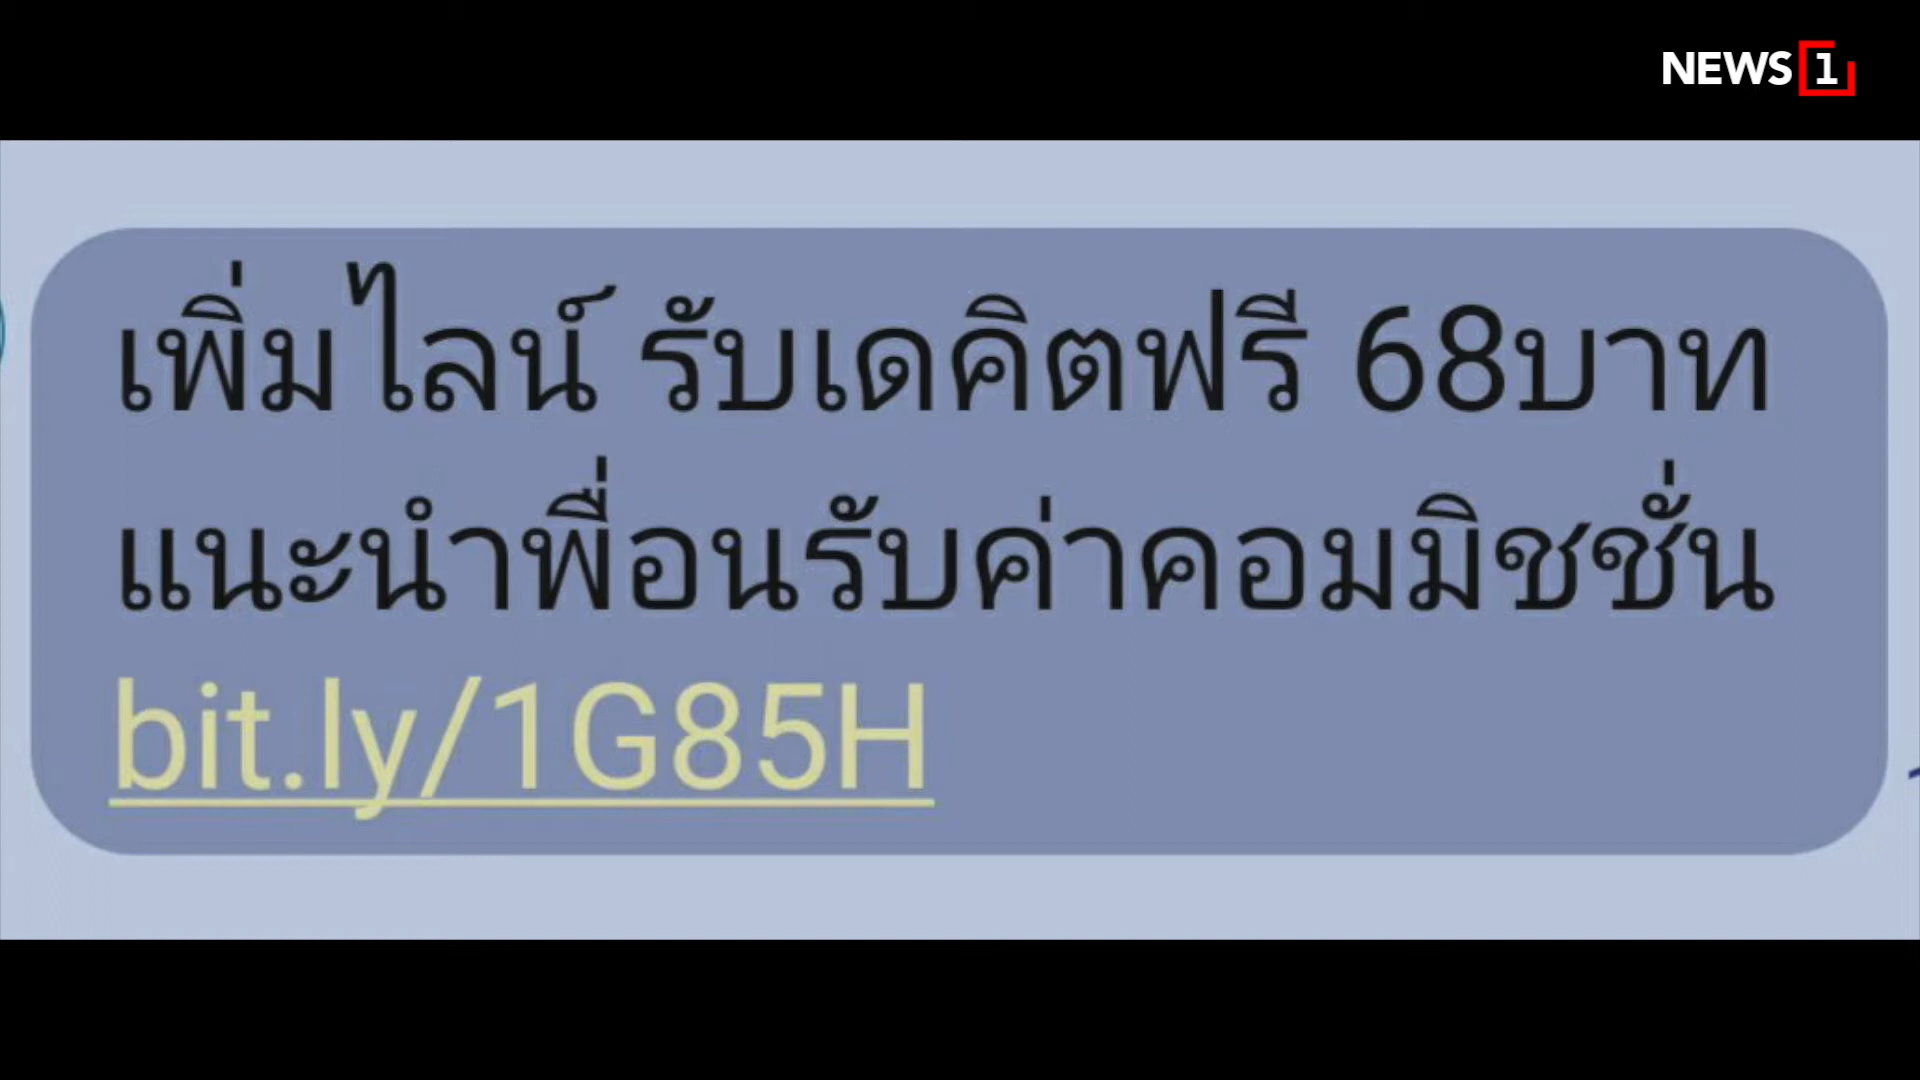 NEWS 1
เพิ่มไลน์ รับเดคิตฟรี 68บาท
แนะนำพื่อนรับค่าคอมมิชชั่น
bit.ly/1G85H